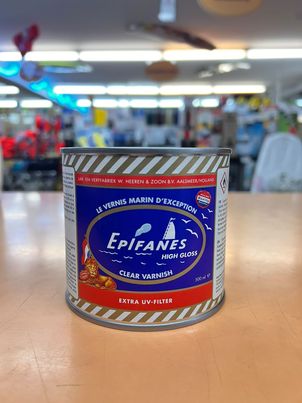 LAK EN VERFFABRIEK W. HEEREN & ZOON B.V. AALSMEER/HOLLAND
LE VERNIS MARIN D'EXCEPTION
EPIFANES
HIGH GLOSS
CLEAR VARNISH
500 ml
EXTRA UV-FILTER